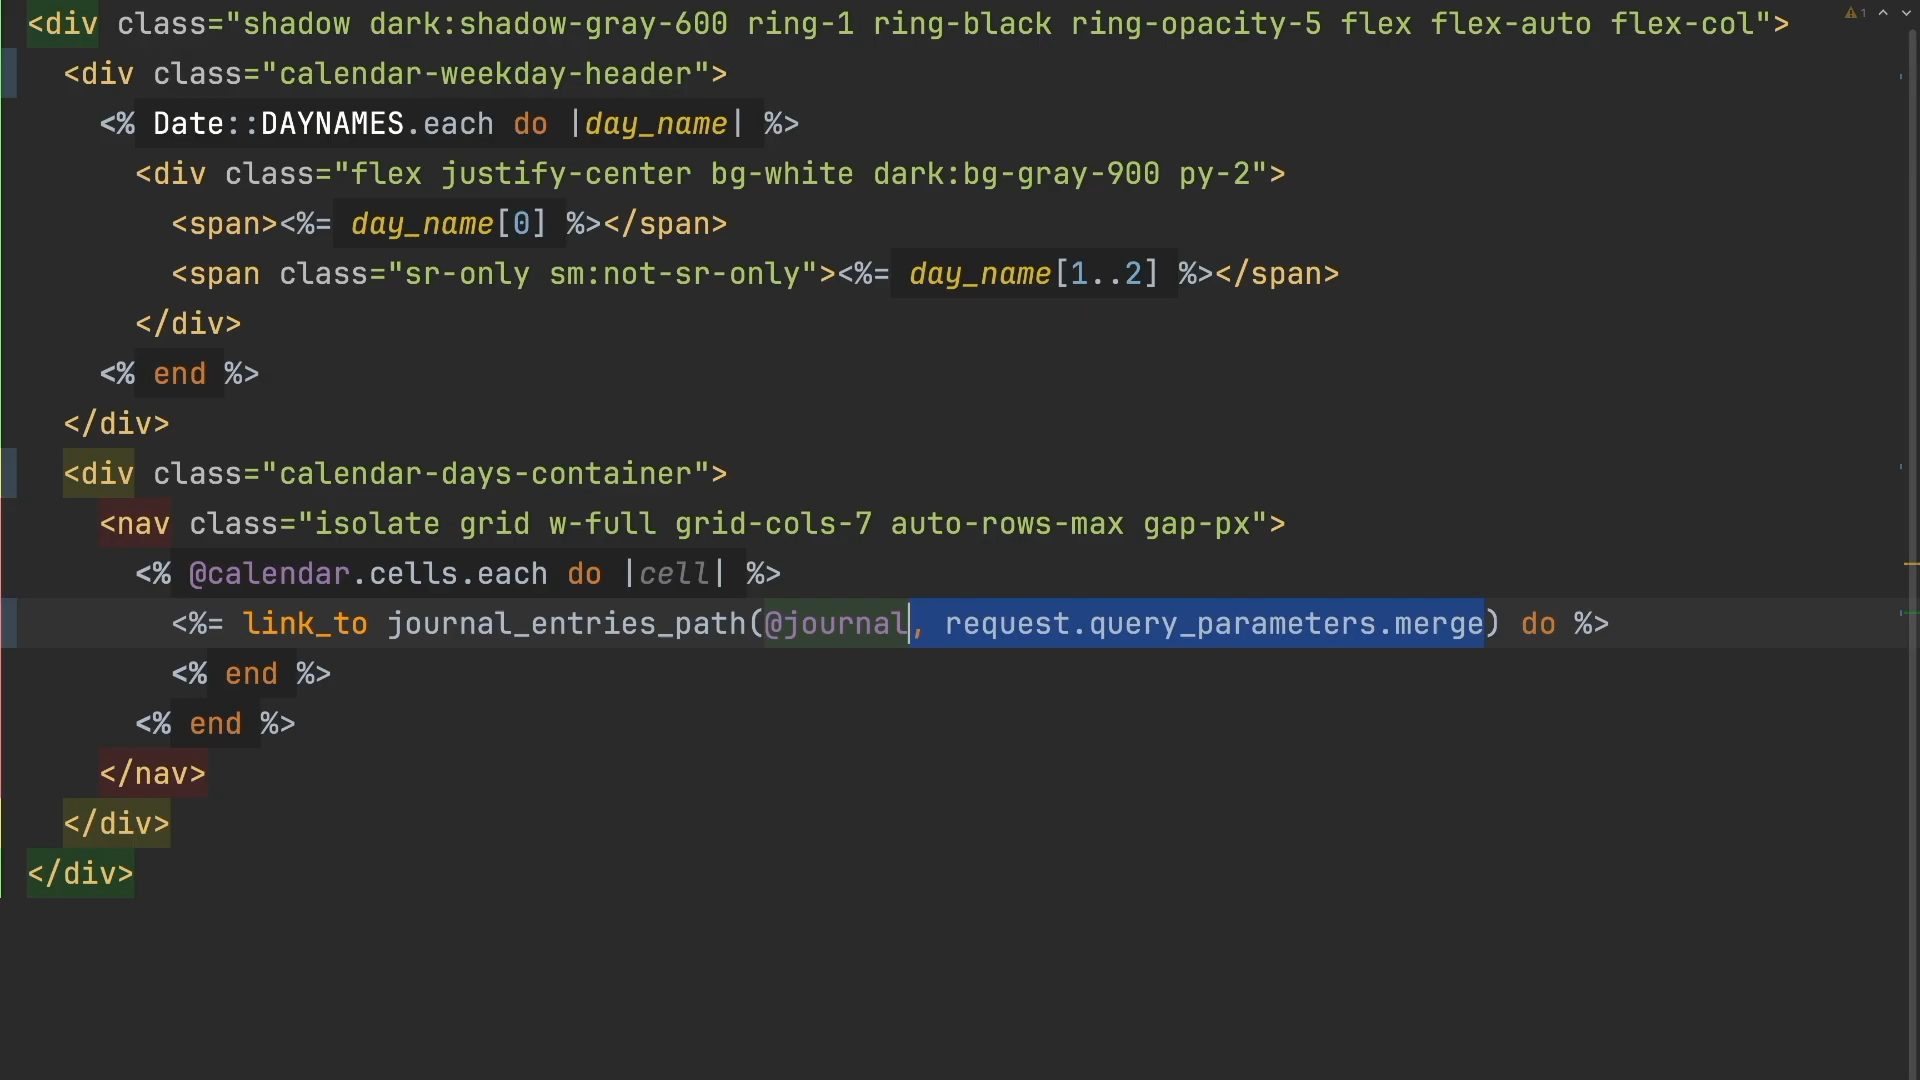 <div class="shadow dark:shadow-gray-600 ring-1 ring-black ring-opacity-5 flex flex-auto flex-col">
1
<div class="calendar-weekday-header">
<% Date::DAYNAMES.each do |day_name| %>
<div class="flex justify-center bg-white dark:bg-gray-900 py-2">
<span><%= day_name[0] %></span>
<span class="sr-only sm:not-sr-only"><%= day_name[1..2] %></span>
</div>
<% end %>
</div>
<div class="calendar-days-container">
<nav class="isolate grid w-full grid-cols-7 auto-rows-max gap-px">
<% @calendar.cells.each do |cell| %>
<%= link_to journal_entries_path(@journal, request.query_parameters.merge) do %>
<% end %>
<% end %>
</nav>
</div>
</div>